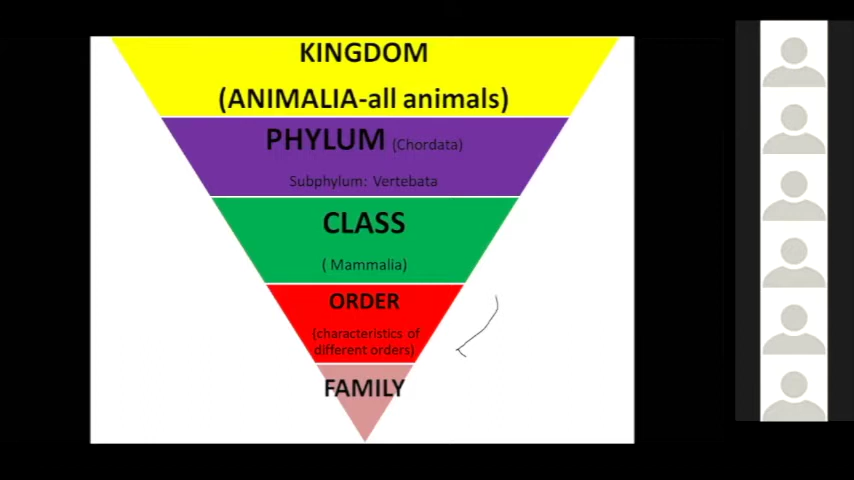 KINGDOM
(ANIMALIA-all animals)
PHYLUM (Chordata)
Subphylum: Vertebata
CLASS
( Mammalia)
ORDER
(characteristics of
different orders)
FAMILY